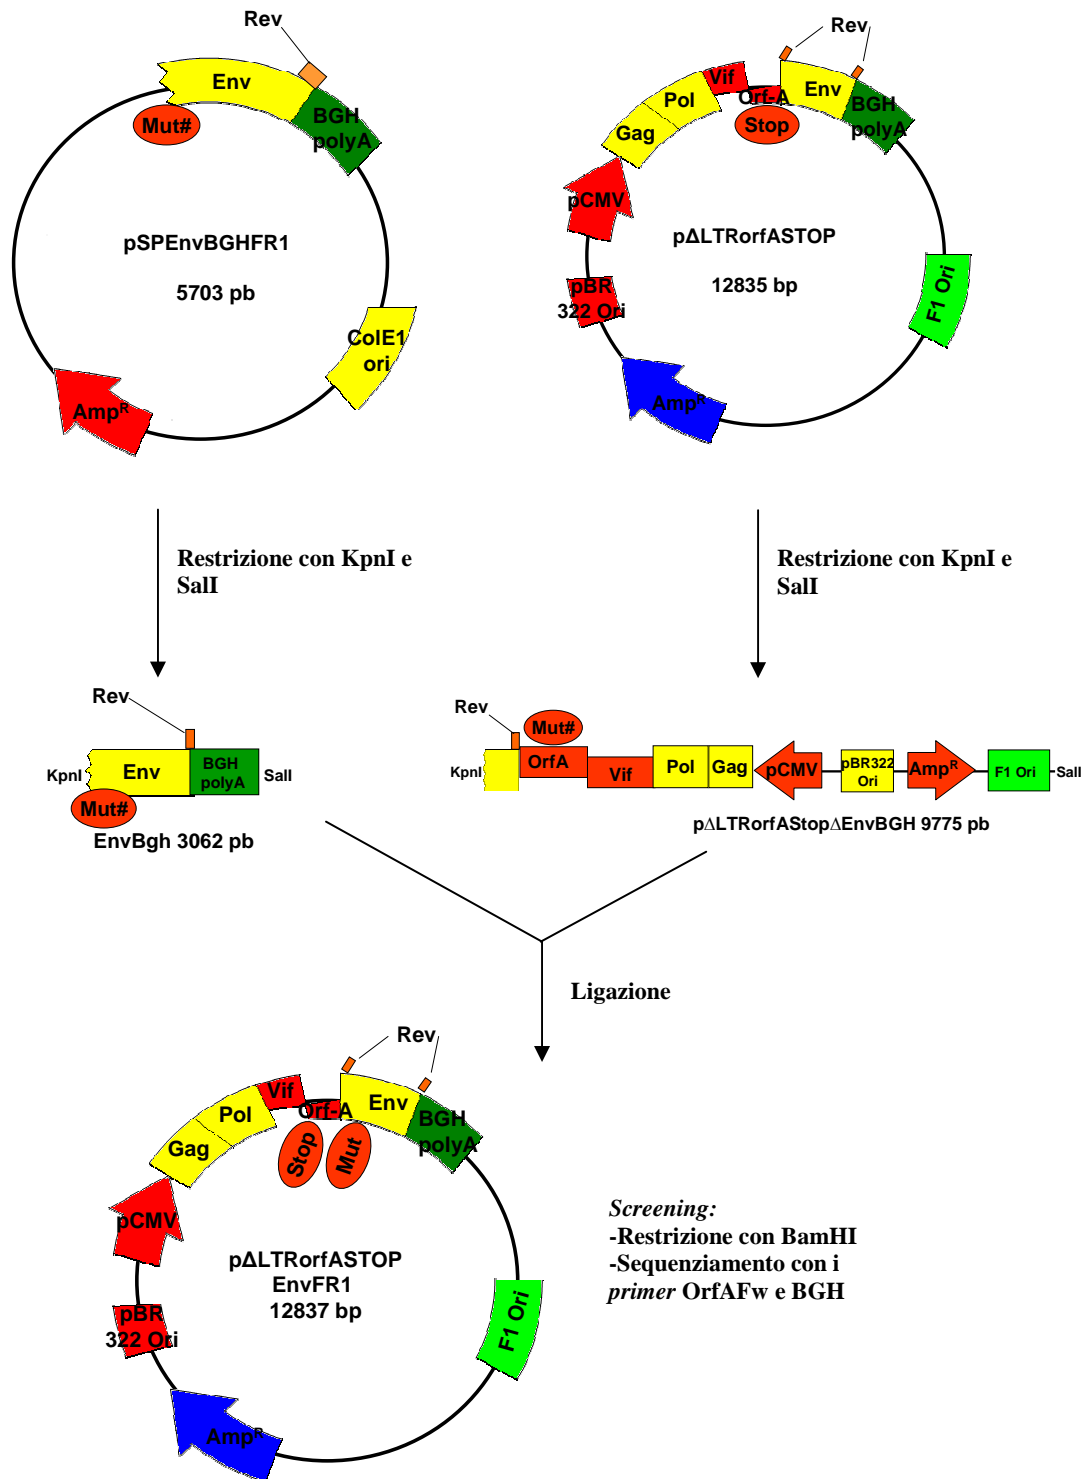 Rev
Env
Mut#
BGH
polyA
pSPEnvBGHFR1
5703 pb
ColE1
ori
Amp^R
Rev
Vif
Orf-A
Env
Pol
Gag
Stop
BGH
polyA
pCMV
pΔLTRorfASTOP
12835 bp
pBR
322 Ori
F1 Ori
Amp^R
Restrizione con KpnI e
SalI
Restrizione con KpnI e
SalI
Rev
KpnI
Env
BGH
polyA
SalI
Mut#
EnvBgh 3062 pb
Rev
Mut#
KpnI
OrfA
Vif
Pol
Gag
pCMV
pBR322
Ori
Amp^R
F1 Ori
SalI
pΔLTRorfAStopΔEnvBGH 9775 pb
Ligazione
Rev
Vif
Orf-A
Env
Pol
Gag
Stop
Mut
BGH
polyA
pCMV
pΔLTRorfASTOP
EnvFR1
12837 bp
pBR
322 Ori
F1 Ori
Amp^R
Screening:
-Restrizione con BamHI
-Sequenziamento con i
primer OrfAFw e BGH